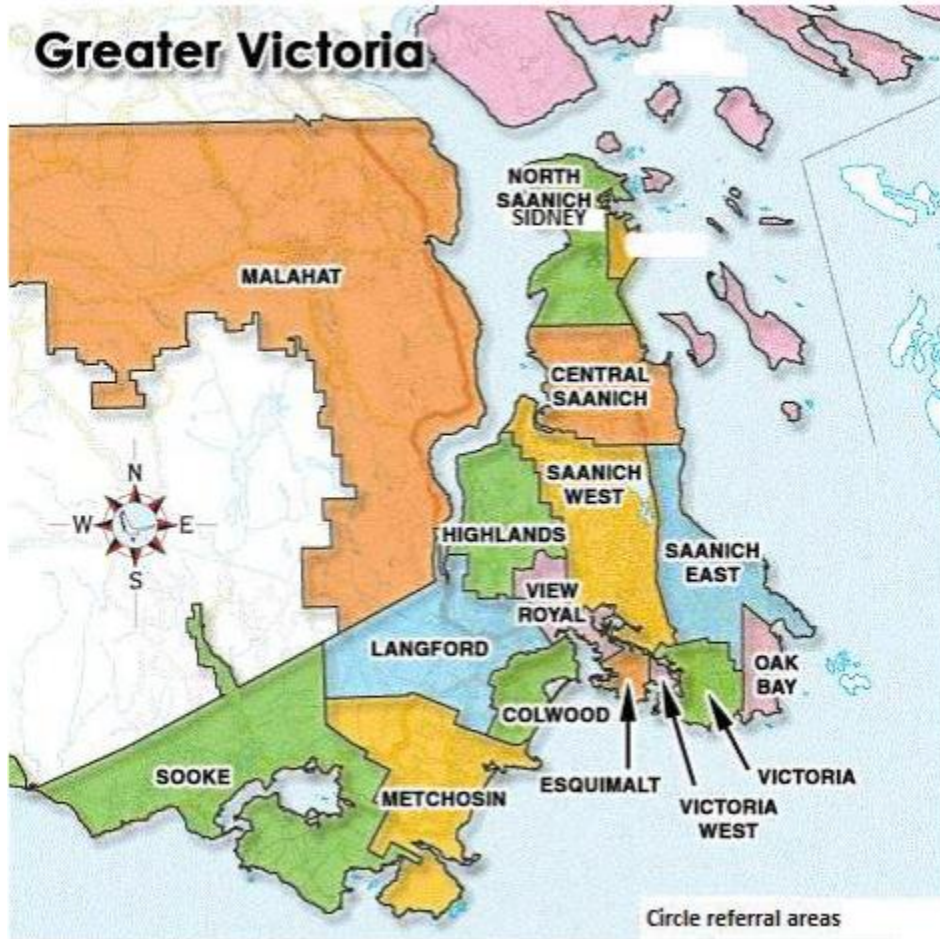 Greater Victoria
NORTH
SAANICH
SIDNEY
MALAHAT
CENTRAL
SAANICH
SAANICH
WEST
N
W
E
S
HIGHLANDS
SAANICH
EAST
VIEW
ROYAL
LANGFORD
OAK
BAY
COLWOOD
SOOKE
METCHOSIN
ESQUIMALT
VICTORIA
VICTORIA
WEST
Circle referral areas